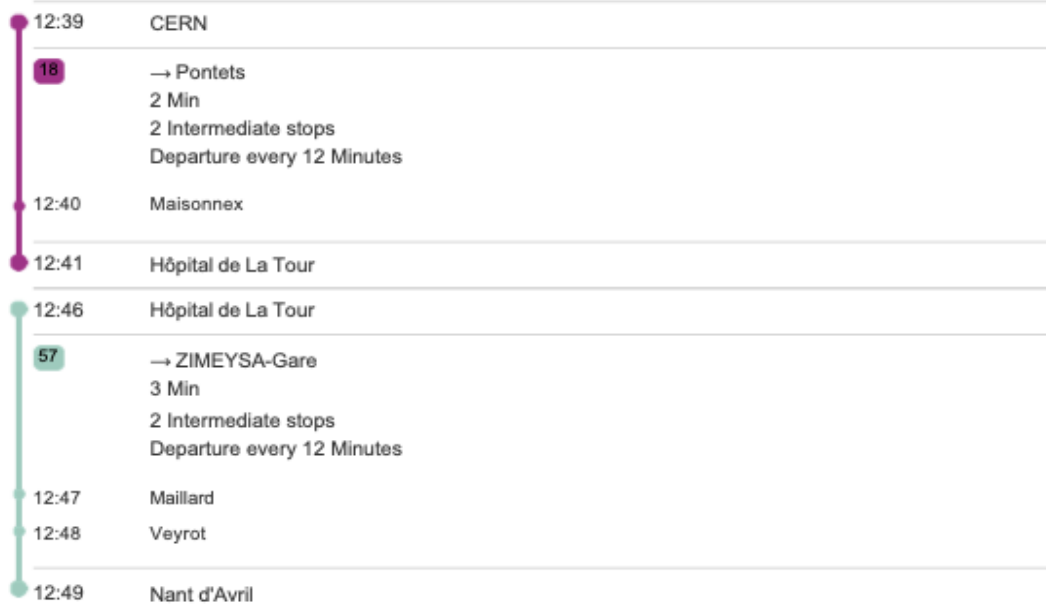 12:39 CERN
18 → Pontets
2 Min
2 Intermediate stops
Departure every 12 Minutes
12:40 Maisonnex
12:41 Hôpital de La Tour
12:46 Hôpital de La Tour
57 → ZIMEYSA-Gare
3 Min
2 Intermediate stops
Departure every 12 Minutes
12:47 Maillard
12:48 Veyrot
12:49 Nant d'Avril